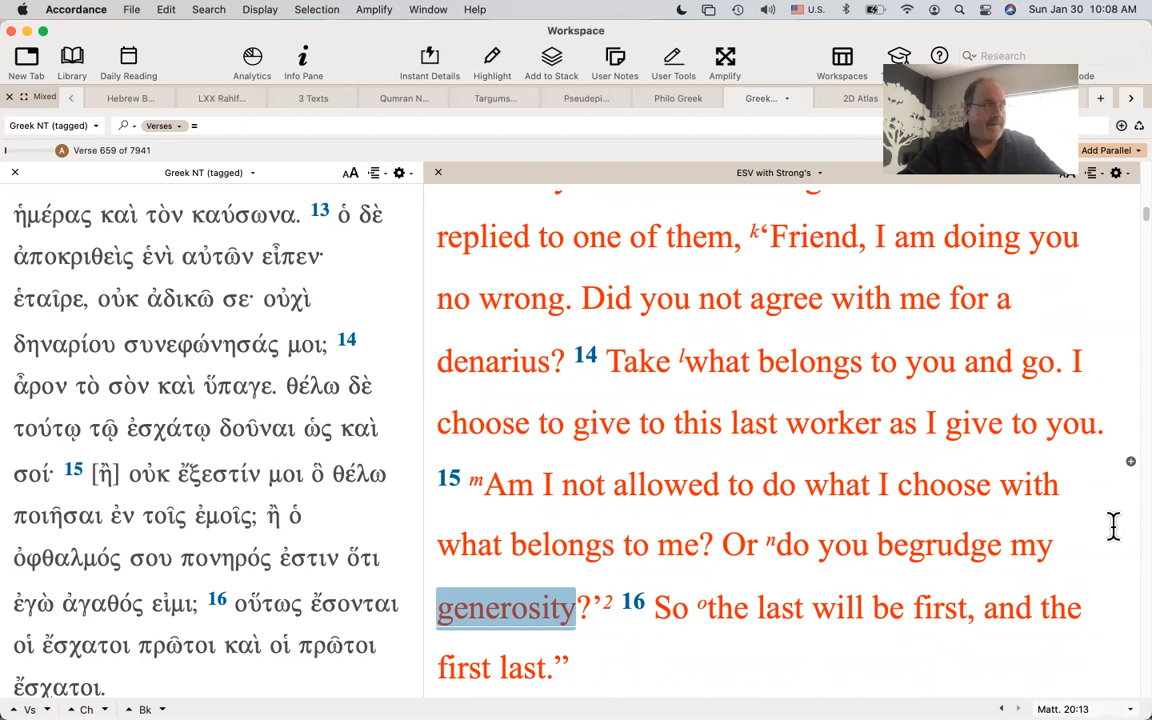 Accordance File Edit Search Display Selection Amplify Window Help U.S. Sun Jan 30 10:08 AM
Workspace
New Tab Library Daily Reading Analytics Info Pane Instant Details Highlight Add to Stack User Notes User Tools Amplify Workspaces Research
Mixed Hebrew B... LXX Rahlf... 3 Texts Qumran N... Targums... Pseudepi... Philo Greek Greek... 2D Atlas
Greek NT (tagged) Verses =
Verse 659 of 7941 Add Parallel
Greek NT (tagged) ESV with Strong's
ἡμέρας καὶ τὸν καύσωνα. 13 ὁ δὲ
ἀποκριθεὶς ἑνὶ αὐτῶν εἶπεν·
ἑταῖρε, οὐκ ἀδικῶ σε· οὐχὶ
δηναρίου συνεφώνησάς μοι; 14
ἆρον τὸ σὸν καὶ ὕπαγε. θέλω δὲ
τούτῳ τῷ ἐσχάτῳ δοῦναι ὡς καὶ
σοί· 15 [ἢ] οὐκ ἔξεστίν μοι ὃ θέλω
ποιῆσαι ἐν τοῖς ἐμοῖς; ἢ ὁ
ὀφθαλμός σου πονηρός ἐστιν ὅτι
ἐγὼ ἀγαθός εἰμι; 16 οὕτως ἔσονται
οἱ ἔσχατοι πρῶτοι καὶ οἱ πρῶτοι
ἔσχατοι.
replied to one of them, k‘Friend, I am doing you
no wrong. Did you not agree with me for a
denarius? 14 Take lwhat belongs to you and go. I
choose to give to this last worker as I give to you.
15 mAm I not allowed to do what I choose with
what belongs to me? Or ndo you begrudge my
generosity?’2 16 So othe last will be first, and the
first last.”
Vs Ch Bk Matt. 20:13